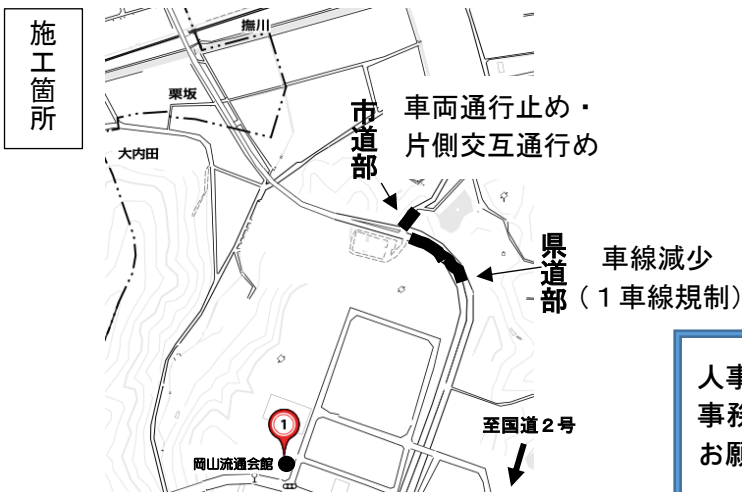 施工箇所
撫川
栗坂
大内田
市道部
車両通行止め・
片側交互通行め
県道部
車線減少
（１車線規制）
1
岡山流通会館
至国道２号
人事
事務
お願